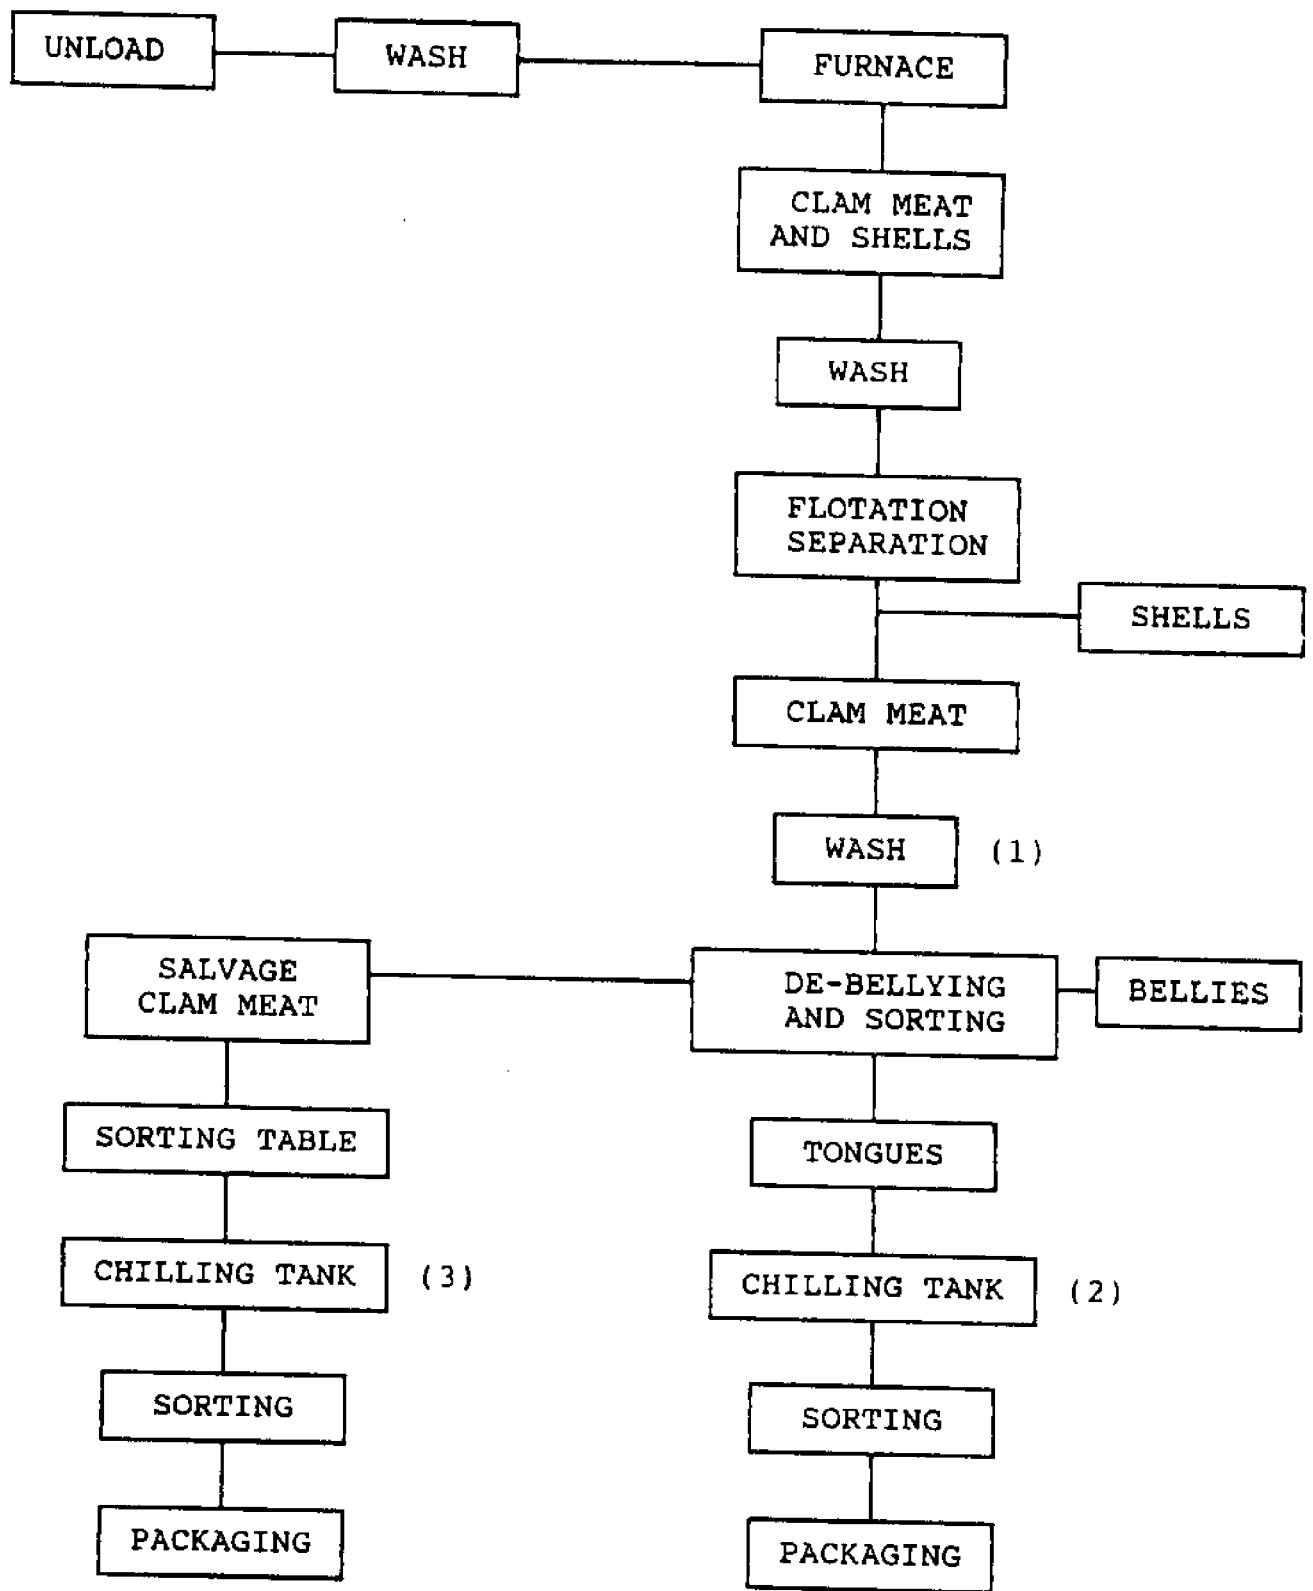 UNLOAD
WASH
FURNACE
CLAM MEAT
AND SHELLS
WASH
FLOTATION
SEPARATION
SHELLS
CLAM MEAT
WASH (1)
SALVAGE
CLAM MEAT
DE-BELLYING
AND SORTING
BELLIES
SORTING TABLE
TONGUES
CHILLING TANK (3)
CHILLING TANK (2)
SORTING
SORTING
PACKAGING
PACKAGING